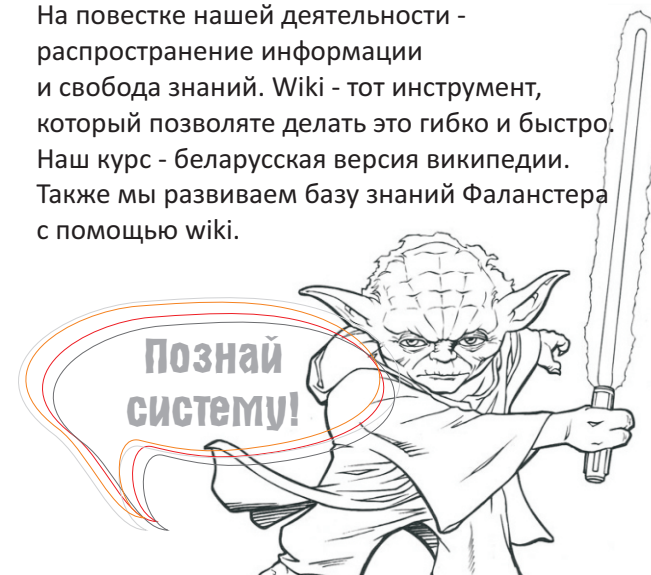 На повестке нашей деятельности -
распространение информации
и свобода знаний. Wiki - тот инструмент,
который позволяте делать это гибко и быстро.
Наш курс - беларусская версия википедии.
Также мы развиваем базу знаний Фаланстера
с помощью wiki.
Познай
систему!